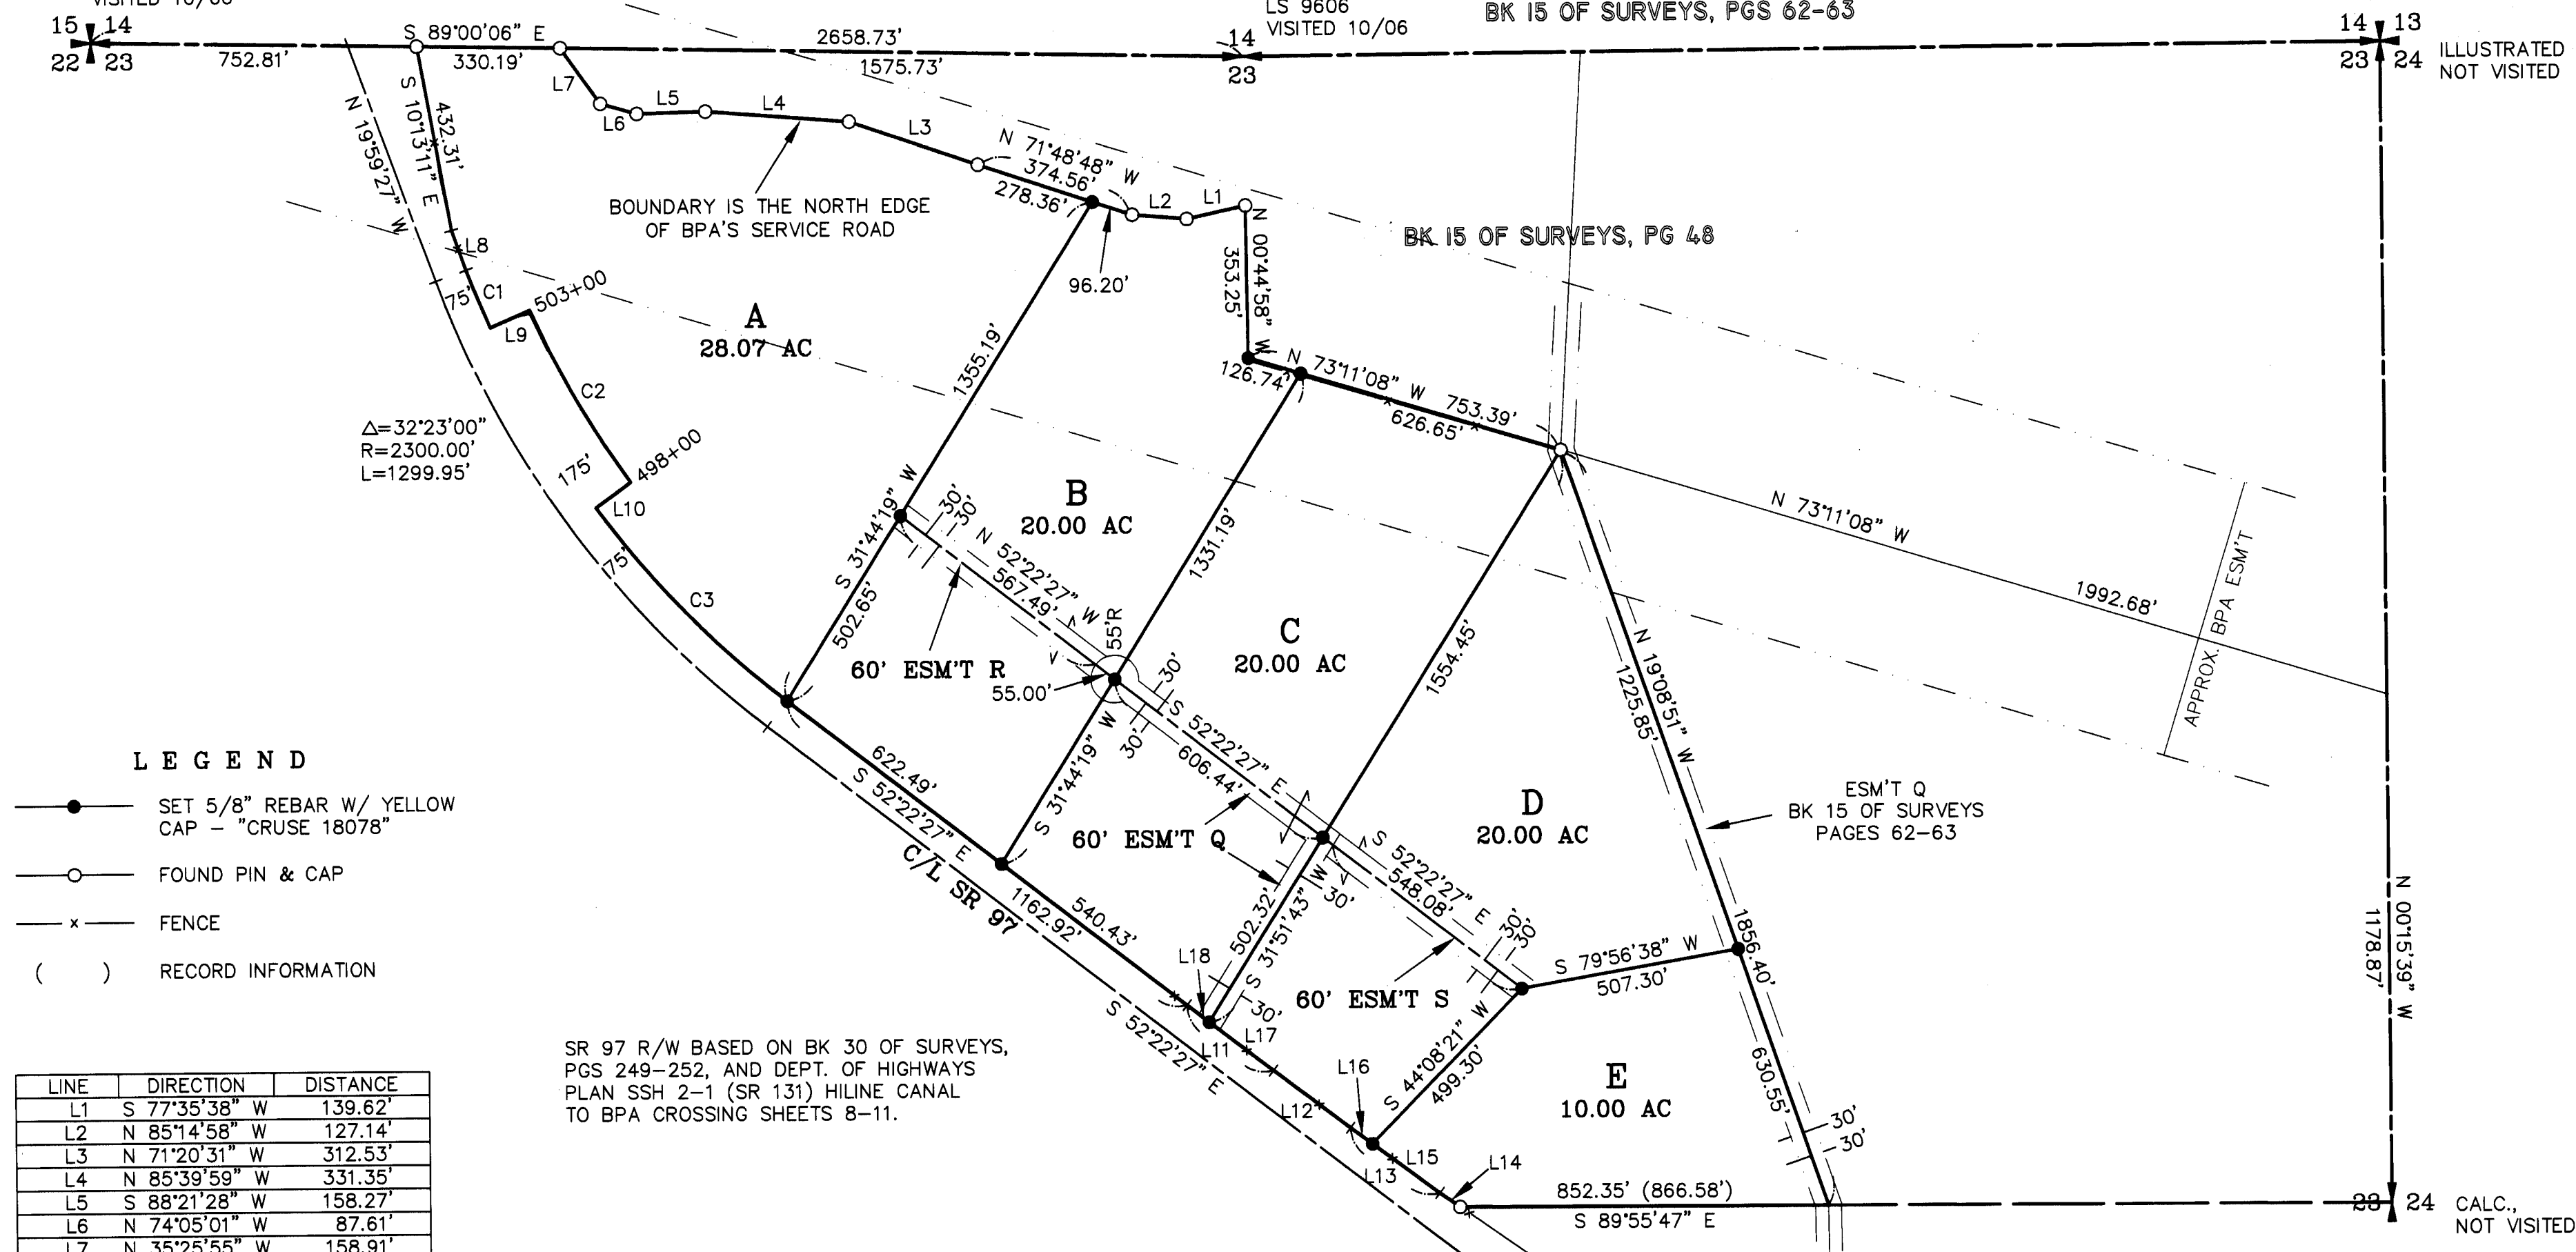 VISITED 10/06
LS 9606
VISITED 10/06
BK 15 OF SURVEYS, PGS 62-63
15 14
22 23
752.81'
S 89°00'06" E
330.19'
2658.73'
1575.73'
14
23
14 13
23 24
ILLUSTRATED
NOT VISITED
N 19°59'27" W
S 10°13'11" E
432.31'
L7
L6
L5
L4
L3
N 71°48'48" W
374.56'
278.36'
L2
L1
BOUNDARY IS THE NORTH EDGE
OF BPA'S SERVICE ROAD
96.20'
N 00°44'58" W
353.25'
BK 15 OF SURVEYS, PG 48
L8
75'
C1
L9
503+00
A
28.07 AC
1355.19'
126.74'
N 73°11'08" W
753.39'
626.65'
C2
Δ=32°23'00"
R=2300.00'
L=1299.95'
175'
498+00
L10
75'
C3
S 31°44'19" W
502.65'
30'
30'
B
20.00 AC
N 52°22'27" W
567.49'
60' ESM'T R
1331.19'
55'R
55.00'
C
20.00 AC
1554.45'
N 73°11'08" W
1992.68'
APPROX. BPA ESM'T
N 19°08'51" W
1225.85'
30'
30'
S 52°22'27" E
606.44'
S 31°44'19" W
622.49'
S 52°22'27" E
C/L SR 97
1162.92'
540.43'
60' ESM'T Q
D
20.00 AC
ESM'T Q
BK 15 OF SURVEYS
PAGES 62-63
S 52°22'27" E
548.08'
30'
30'
30'
502.32'
S 31°51'43" W
30'
L18
L17
L11
60' ESM'T S
S 79°56'38" W
507.30'
1856.40'
630.55'
N 00°15'39" W
1178.87'
S 44°08'21" W
499.30'
L16
L12
L15
L13
L14
E
10.00 AC
30'
30'
852.35' (866.58')
S 89°55'47" E
S 52°22'27" E
23 24
CALC.,
NOT VISITED
LEGEND
SET 5/8" REBAR W/ YELLOW
CAP - "CRUSE 18078"
FOUND PIN & CAP
x FENCE
( ) RECORD INFORMATION
SR 97 R/W BASED ON BK 30 OF SURVEYS,
PGS 249-252, AND DEPT. OF HIGHWAYS
PLAN SSH 2-1 (SR 131) HILINE CANAL
TO BPA CROSSING SHEETS 8-11.
LINE DIRECTION DISTANCE
L1 S 77°35'38" W 139.62'
L2 N 85°14'58" W 127.14'
L3 N 71°20'31" W 312.53'
L4 N 85°39'59" W 331.35'
L5 S 88°21'28" W 158.27'
L6 N 74°05'01" W 87.61'
L7 N 35°25'55" W 158.91'